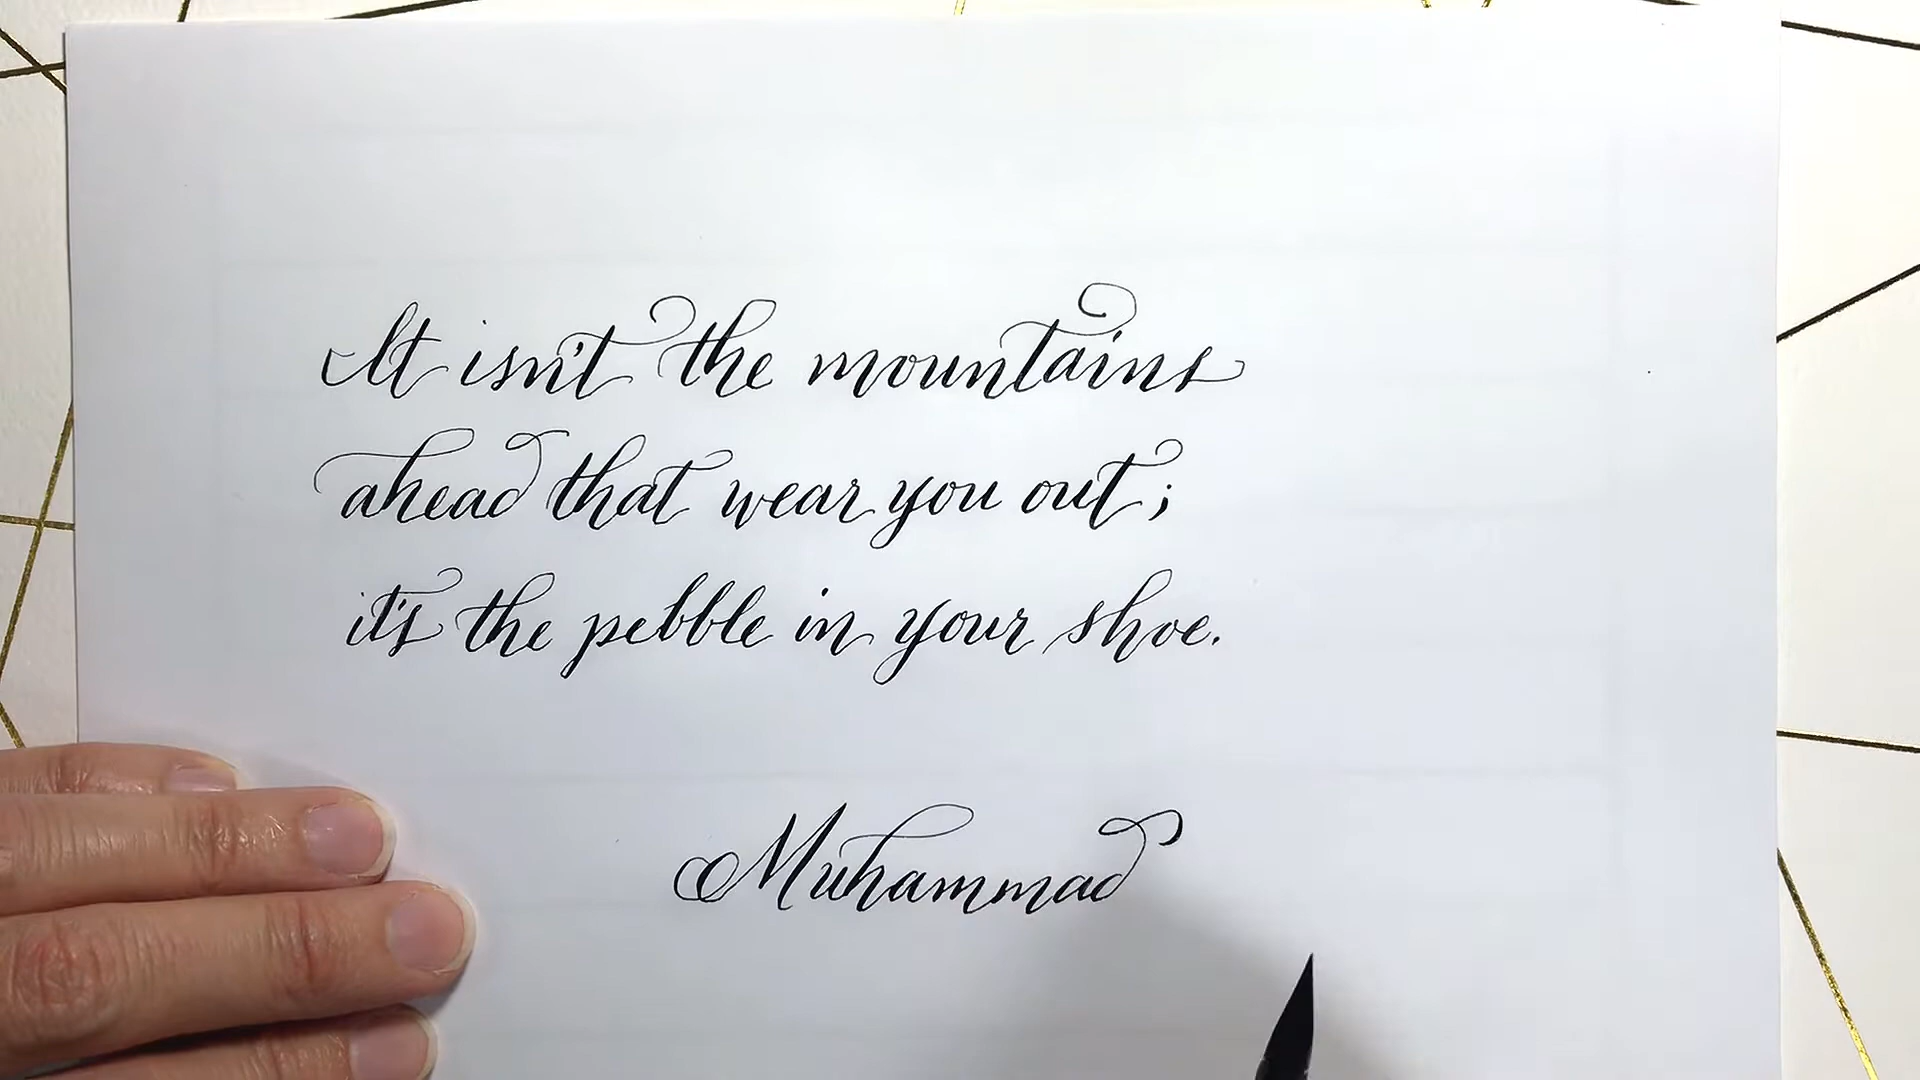 It isn't the mountains
ahead that wear you out;
it's the pebble in your shoe.
Muhammad